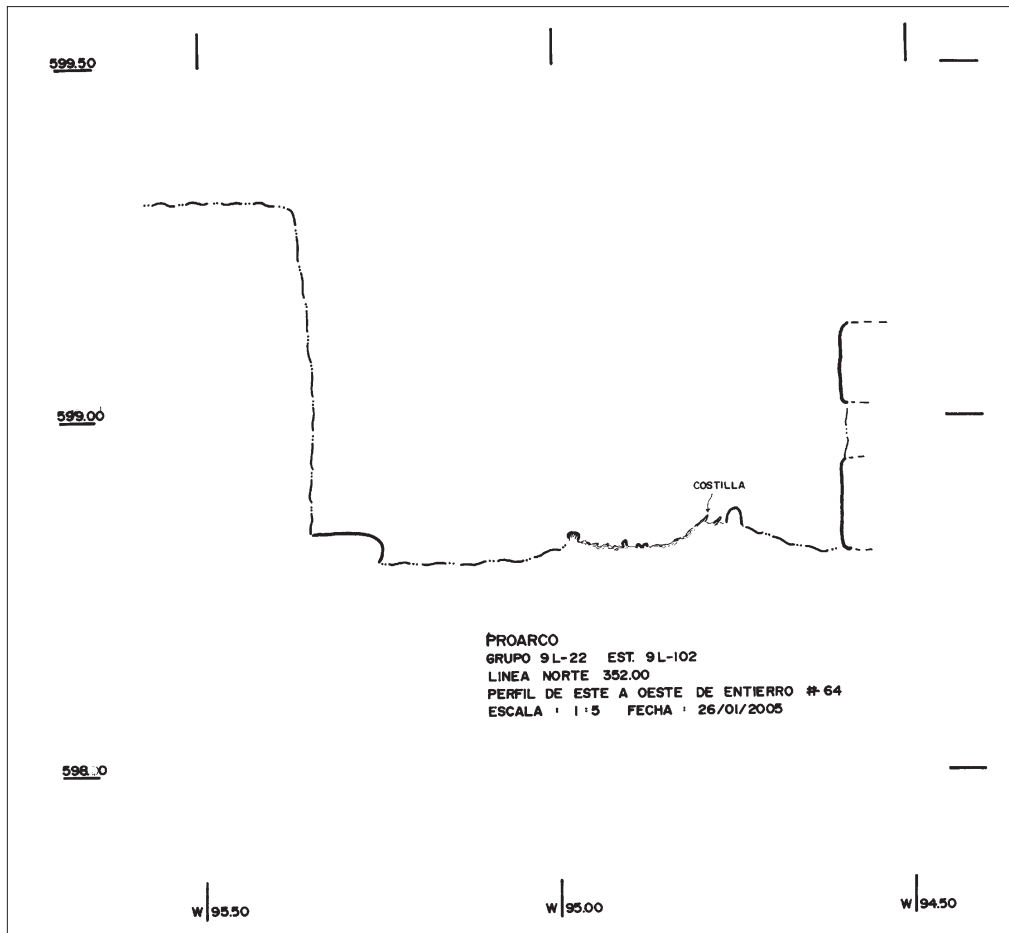 599.50
599.00
COSTILLA
PROARCO
GRUPO 9L-22 EST. 9L-102
LINEA NORTE 352.00
PERFIL DE ESTE A OESTE DE ENTIERRO # 64
ESCALA : 1:5 FECHA : 26/01/2005
W 95.50
W 95.00
W 94.50